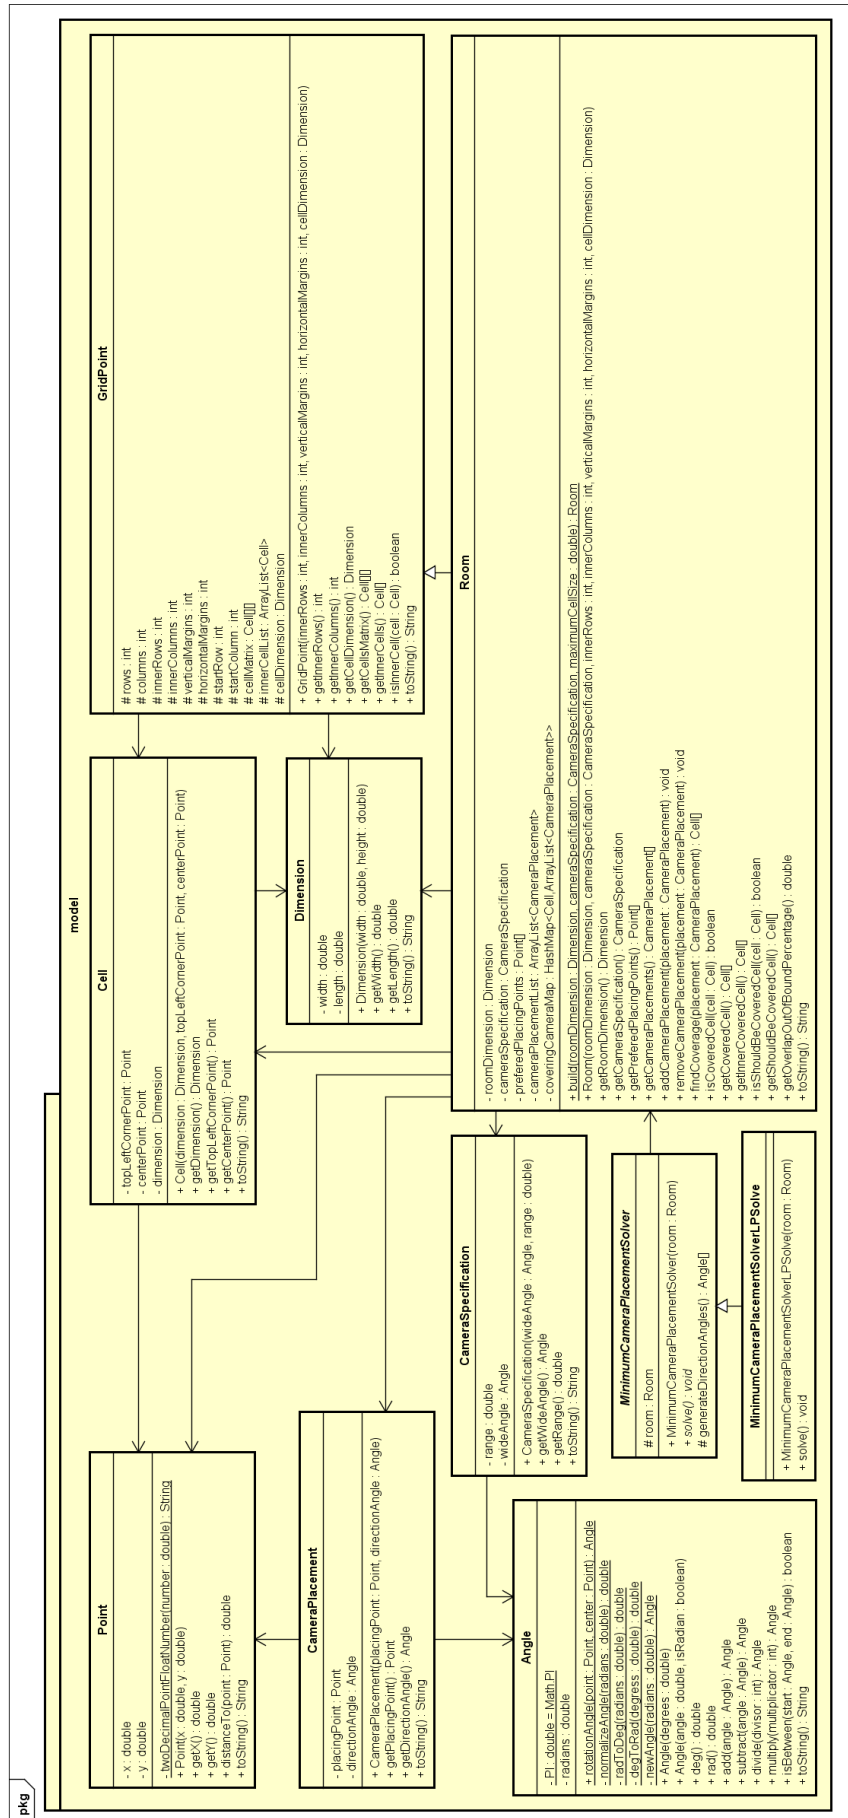 pkg
model
Point
- x : double
- y : double
- twoDecimalPointFloatNumber(number : double) : String
+ Point(x : double, y : double)
+ getX() : double
+ getY() : double
+ distanceTo(point : Point) : double
+ toString() : String
Cell
- topLeftCornerPoint : Point
- centerPoint : Point
- dimension : Dimension
+ Cell(dimension : Dimension, topLeftCornerPoint : Point, centerPoint : Point)
+ getDimension() : Dimension
+ getTopLeftCornerPoint() : Point
+ getCenterPoint() : Point
+ toString() : String
GridPoint
# rows : int
# columns : int
# innerRows : int
# innerColumns : int
# verticalMargins : int
# horizontalMargins : int
# startRow : int
# startColumn : int
# cellMatrix : Cell[][]
# innerCellList : ArrayList<Cell>
# cellDimension : Dimension
+ GridPoint(innerRows : int, innerColumns : int, verticalMargins : int, horizontalMargins : int, cellDimension : Dimension)
+ getInnerRows() : int
+ getInnerColumns() : int
+ getCellDimension() : Dimension
+ getCellsMatrix() : Cell[][]
+ getInnerCells() : Cell[]
+ isInnerCell(cell : Cell) : boolean
+ toString() : String
CameraPlacement
- placingPoint : Point
- directionAngle : Angle
+ CameraPlacement(placingPoint : Point, directionAngle : Angle)
+ getPlacingPoint() : Point
+ getDirectionAngle() : Angle
+ toString() : String
Dimension
- width : double
- length : double
+ Dimension(width : double, height : double)
+ getWidth() : double
+ getLength() : double
+ toString() : String
CameraSpecification
- range : double
- wideAngle : Angle
+ CameraSpecification(wideAngle : Angle, range : double)
+ getWideAngle() : Angle
+ getRange() : double
+ toString() : String
Room
- roomDimension : Dimension
- cameraSpecification : CameraSpecification
- preferedPlacingPoints : Point[]
- cameraPlacementList : ArrayList<CameraPlacement>
- coveringCameraMap : HashMap<Cell,ArrayList<CameraPlacement>>
+ build(roomDimension : Dimension, cameraSpecification : CameraSpecification, maximumCellSize : double) : Room
+ Room(roomDimension : Dimension, cameraSpecification : CameraSpecification, innerRows : int, innerColumns : int, verticalMargins : int, horizontalMargins : int, cellDimension : Dimension)
+ getRoomDimension() : Dimension
+ getCameraSpecification() : CameraSpecification
+ getPreferedPlacingPoints() : Point[]
+ getCameraPlacements() : CameraPlacement[]
+ addCameraPlacement(placement : CameraPlacement) : void
+ removeCameraPlacement(placement : CameraPlacement) : void
+ findCoverage(placement : CameraPlacement) : Cell[]
+ isCoveredCell(cell : Cell) : boolean
+ getCoveredCell() : Cell[]
+ getInnerCoveredCell() : Cell[]
+ isShouldBeCoveredCell(cell : Cell) : boolean
+ getShouldBeCoveredCell() : Cell[]
+ getOverlapOutOfBoundPercentage() : double
+ toString() : String
Angle
- PI : double = Math.PI
- radians : double
+ rotationAngle(point : Point, center : Point) : Angle
- normalizeAngle(radians : double) : double
- radToDeg(radians : double) : double
- degToRad(degress : double) : double
- newAngle(radians : double) : Angle
+ Angle(degrees : double)
+ Angle(angle : double, isRadian : boolean)
+ deg() : double
+ rad() : double
+ add(angle : Angle) : Angle
+ subtract(angle : Angle) : Angle
+ divide(divisor : int) : Angle
+ multiply(multiplicator : int) : Angle
+ isBetween(start : Angle, end : Angle) : boolean
+ toString() : String
MinimumCameraPlacementSolver
# room : Room
+ MinimumCameraPlacementSolver(room : Room)
+ solve() : void
# generateDirectionAngles() : Angle[]
MinimumCameraPlacementSolverLPSolve
+ MinimumCameraPlacementSolverLPSolve(room : Room)
+ solve() : void